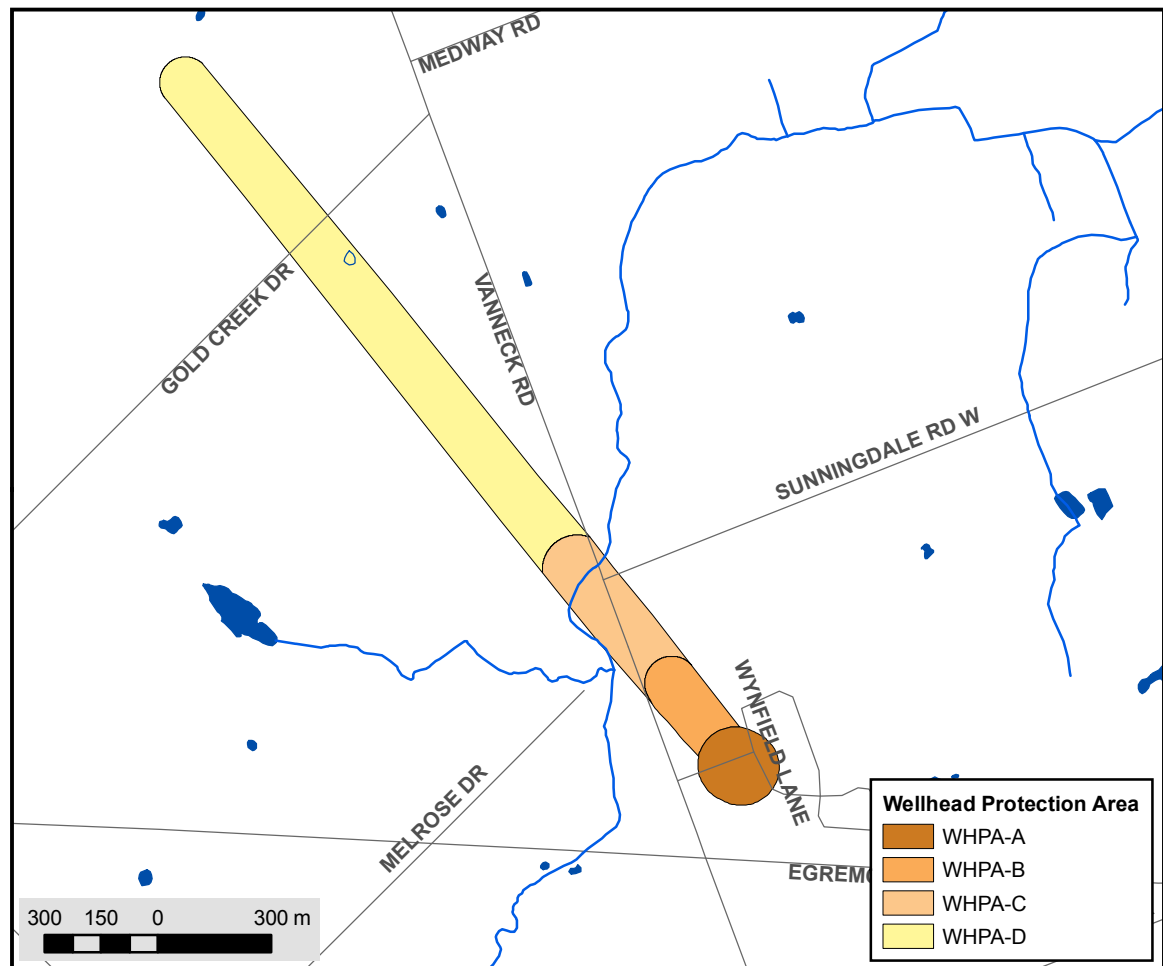 MEDWAY RD
GOLD CREEK DR
VANNECK RD
SUNNINGDALE RD W
WYNFIELD LANE
MELROSE DR
EGREMO
Wellhead Protection Area
WHPA-A
WHPA-B
WHPA-C
WHPA-D
300 150 0 300 m